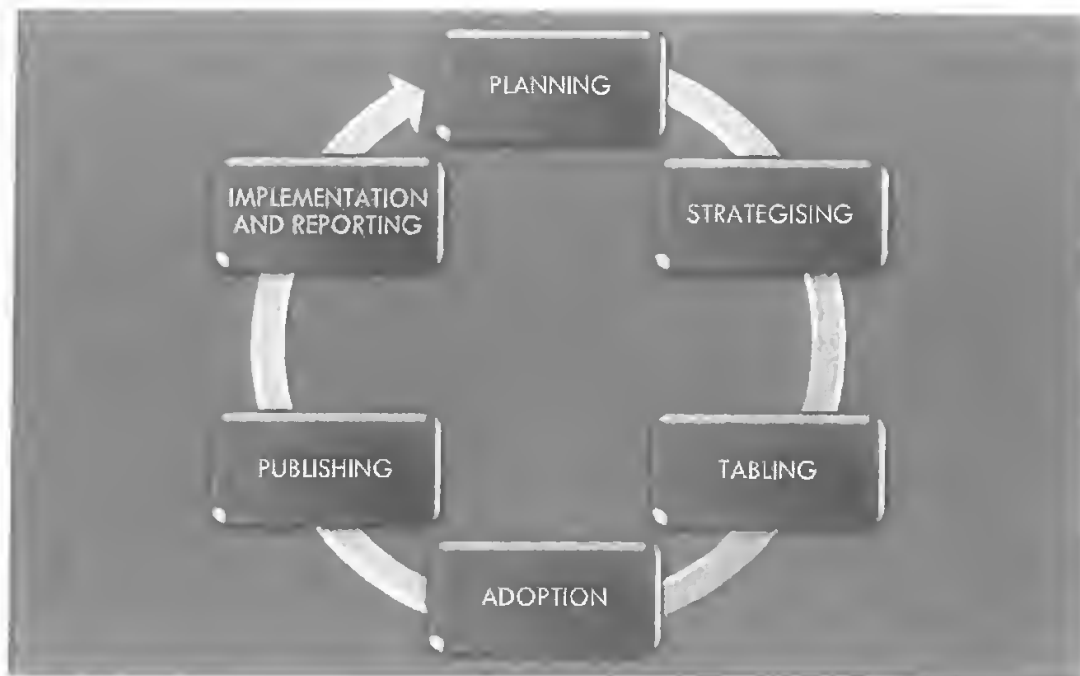 PLANNING
STRATEGISING
TABLING
ADOPTION
PUBLISHING
IMPLEMENTATION
AND REPORTING